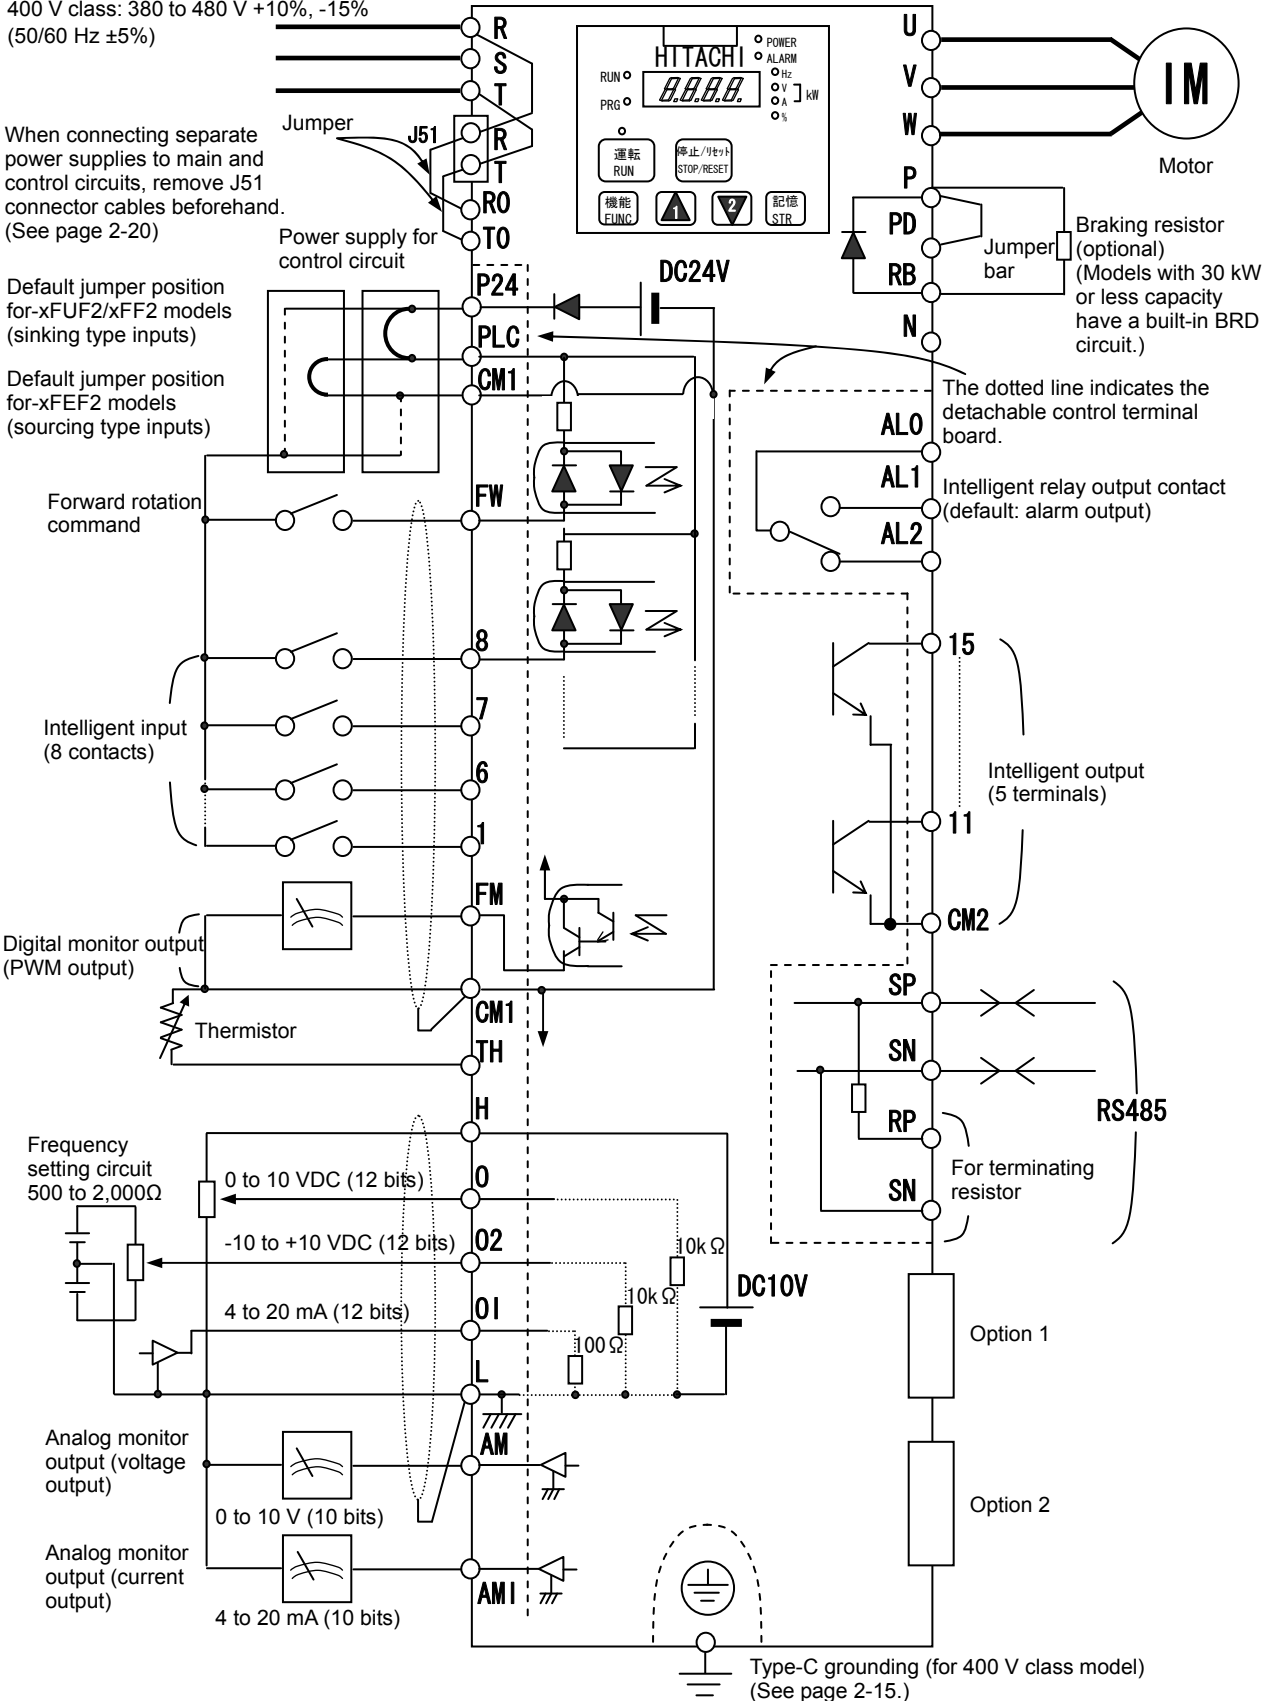 400 V class: 380 to 480 V +10%, -15%
(50/60 Hz ±5%)
R
S
T
J51
R
T
R0
T0
Jumper
When connecting separate
power supplies to main and
control circuits, remove J51
connector cables beforehand.
(See page 2-20)
Power supply for
control circuit
HITACHI
POWER
ALARM
RUN
PRG
8.8.8.8.
Hz
V
A
kW
%
運転
RUN
停止/リセット
STOP/RESET
機能
FUNC
1
2
記憶
STR
U
V
W
IM
Motor
P
PD
RB
N
Jumper
bar
Braking resistor
(optional)
(Models with 30 kW
or less capacity
have a built-in BRD
circuit.)
Default jumper position
for-xFUF2/xFF2 models
(sinking type inputs)
Default jumper position
for-xFEF2 models
(sourcing type inputs)
P24
PLC
CM1
DC24V
The dotted line indicates the
detachable control terminal
board.
AL0
AL1
AL2
Intelligent relay output contact
(default: alarm output)
Forward rotation
command
FW
8
7
6
1
Intelligent input
(8 contacts)
15
11
CM2
Intelligent output
(5 terminals)
FM
Digital monitor output
(PWM output)
CM1
Thermistor
TH
SP
SN
RP
SN
RS485
For terminating
resistor
H
Frequency
setting circuit
500 to 2,000Ω
0 to 10 VDC (12 bits)
O
-10 to +10 VDC (12 bits)
O2
4 to 20 mA (12 bits)
OI
L
10kΩ
10kΩ
100Ω
DC10V
Option 1
Option 2
Analog monitor
output (voltage
output)
AM
0 to 10 V (10 bits)
Analog monitor
output (current
output)
AMI
4 to 20 mA (10 bits)
Type-C grounding (for 400 V class model)
(See page 2-15.)